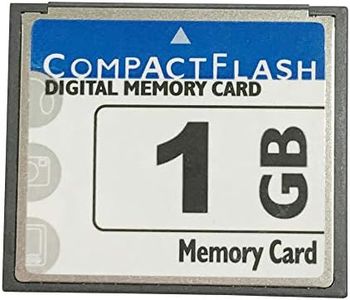 COMPACTFLASH
DIGITAL MEMORY CARD
1 GB
Memory Card